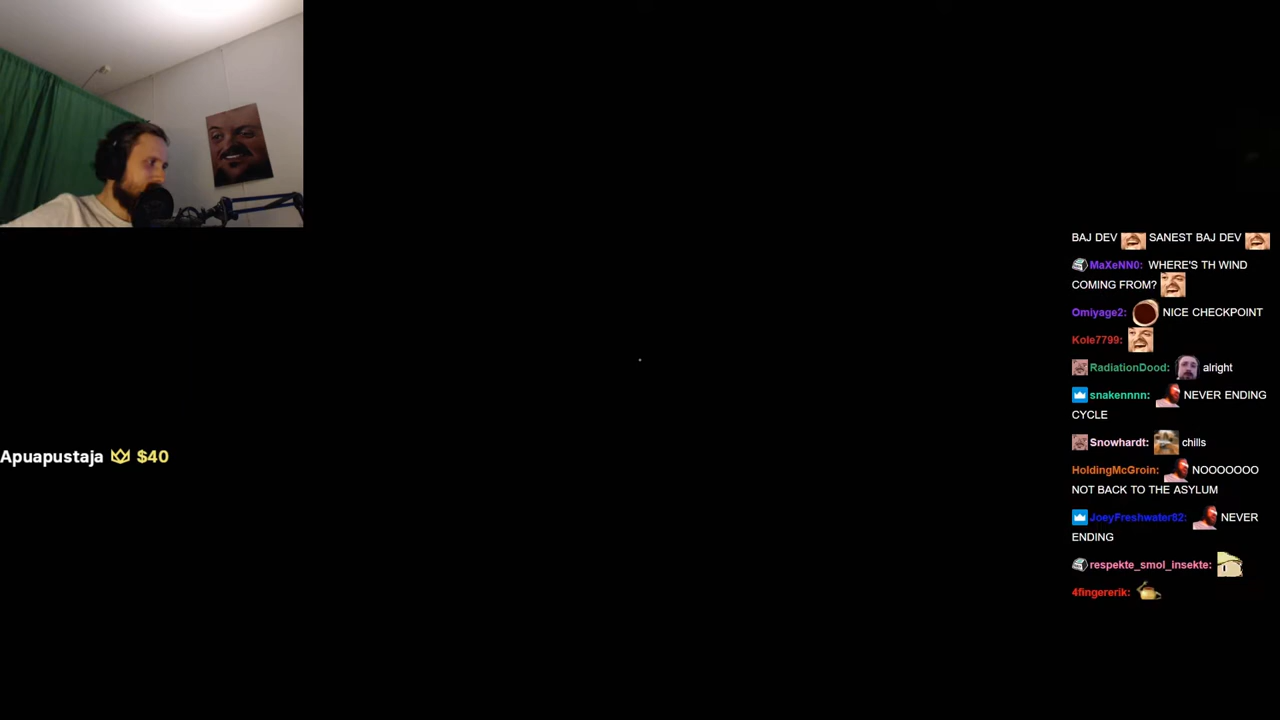 BAJ DEV SANEST BAJ DEV
MaXeNN0: WHERE'S TH WIND
COMING FROM?
Omiyage2: NICE CHECKPOINT
Kole7799:
RadiationDood: alright
snakennnn: NEVER ENDING
CYCLE
Snowhardt: chills
Apuapustaja $40
HoldingMcGroin: NOOOOOOO
NOT BACK TO THE ASYLUM
JoeyFreshwater82: NEVER
ENDING
respekte_smol_insekte:
4fingererik: